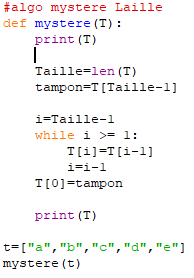 #algo mystere Laille
def mystere(T):
    print(T)

    Taille=len(T)
    tampon=T[Taille-1]

    i=Taille-1
    while i >= 1:
        T[i]=T[i-1]
        i=i-1
    T[0]=tampon

    print(T)

t=["a","b","c","d","e"]
mystere(t)